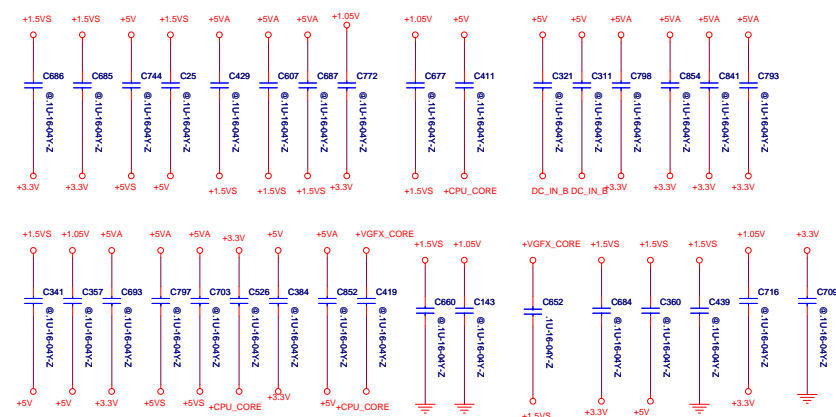 +1.5VS +1.5VS +5V +1.5VS +5VA +5VA +5VA +1.05V +1.05V +5V +5V +5V +5VA +5V +5VA +5VA
C686 C685 C744 C25 C429 C607 C687 C772 C677 C411 C321 C311 C798 C854 C841 C793
@.1U-16-04Y-Z @.1U-16-04Y-Z @.1U-16-04Y-Z @.1U-16-04Y-Z @.1U-16-04Y-Z @.1U-16-04Y-Z @.1U-16-04Y-Z @.1U-16-04Y-Z @.1U-16-04Y-Z @.1U-16-04Y-Z @.1U-16-04Y-Z @.1U-16-04Y-Z @.1U-16-04Y-Z @.1U-16-04Y-Z @.1U-16-04Y-Z @.1U-16-04Y-Z
+3.3V +3.3V +5VS +5V +1.5VS +1.5VS +1.5VS +3.3V +1.5VS +CPU_CORE DC_IN_B DC_IN_B +3.3V +3.3V +3.3V +3.3V
+1.5VS +1.05V +5VA +5VA +5VA +3.3V +5V +5VA +VGFX_CORE +1.5VS +1.05V +VGFX_CORE +1.5VS +1.5VS +1.5VS +1.05V +3.3V
C341 C357 C693 C797 C703 C526 C384 C852 C419 C660 C143 C652 C684 C360 C439 C716 C709
@.1U-16-04Y-Z @.1U-16-04Y-Z @.1U-16-04Y-Z @.1U-16-04Y-Z @.1U-16-04Y-Z @.1U-16-04Y-Z @.1U-16-04Y-Z @.1U-16-04Y-Z @.1U-16-04Y-Z @.1U-16-04Y-Z @.1U-16-04Y-Z .1U-16-04Y-Z @.1U-16-04Y-Z @.1U-16-04Y-Z @.1U-16-04Y-Z @.1U-16-04Y-Z @.1U-16-04Y-Z
+5V +5V +3.3V +5VS +5VS +CPU_CORE +3.3V +5V +CPU_CORE +1.5VS +3.3V +5V +3.3V